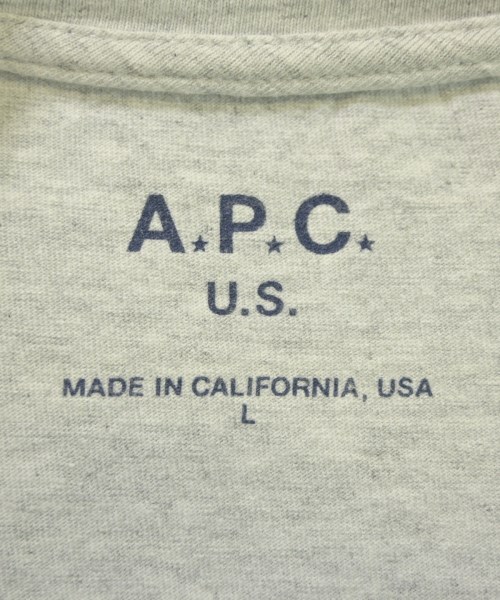 A★P★C★
U.S.
MADE IN CALIFORNIA, USA
L